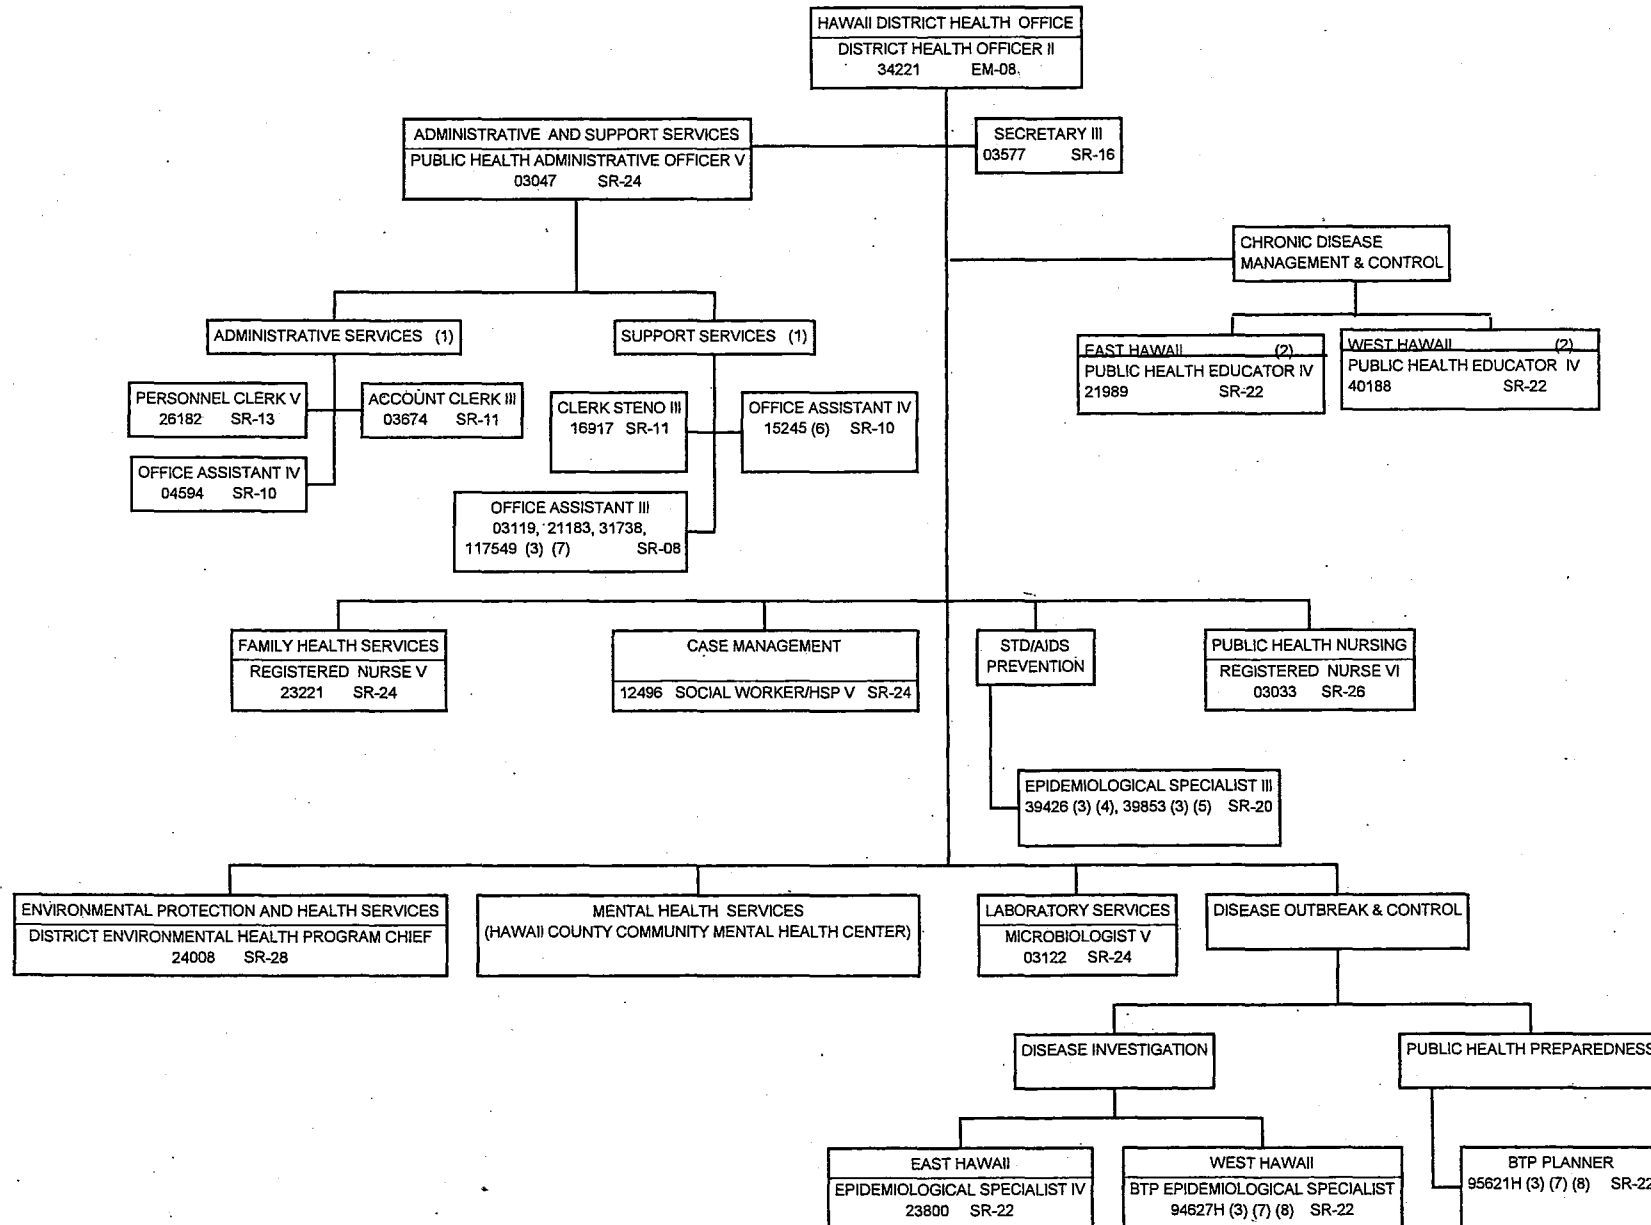 HAWAII DISTRICT HEALTH OFFICE
DISTRICT HEALTH OFFICER II
34221 EM-08
ADMINISTRATIVE AND SUPPORT SERVICES
PUBLIC HEALTH ADMINISTRATIVE OFFICER V
03047 SR-24
SECRETARY III
03577 SR-16
CHRONIC DISEASE
MANAGEMENT & CONTROL
ADMINISTRATIVE SERVICES (1)
SUPPORT SERVICES (1)
EAST HAWAII (2)
PUBLIC HEALTH EDUCATOR IV
21989 SR-22
WEST HAWAII (2)
PUBLIC HEALTH EDUCATOR IV
40188 SR-22
PERSONNEL CLERK V
26182 SR-13
ACCOUNT CLERK III
03674 SR-11
CLERK STENO III
16917 SR-11
OFFICE ASSISTANT IV
15245 (6) SR-10
OFFICE ASSISTANT IV
04594 SR-10
OFFICE ASSISTANT III
03119, 21183, 31738,
117549 (3) (7) SR-08
FAMILY HEALTH SERVICES
REGISTERED NURSE V
23221 SR-24
CASE MANAGEMENT
12496 SOCIAL WORKER/HSP V SR-24
STD/AIDS
PREVENTION
PUBLIC HEALTH NURSING
REGISTERED NURSE VI
03033 SR-26
EPIDEMIOLOGICAL SPECIALIST III
39426 (3) (4), 39853 (3) (5) SR-20
ENVIRONMENTAL PROTECTION AND HEALTH SERVICES
DISTRICT ENVIRONMENTAL HEALTH PROGRAM CHIEF
24008 SR-28
MENTAL HEALTH SERVICES
(HAWAII COUNTY COMMUNITY MENTAL HEALTH CENTER)
LABORATORY SERVICES
MICROBIOLOGIST V
03122 SR-24
DISEASE OUTBREAK & CONTROL
DISEASE INVESTIGATION
PUBLIC HEALTH PREPAREDNESS
EAST HAWAII
EPIDEMIOLOGICAL SPECIALIST IV
23800 SR-22
WEST HAWAII
BTP EPIDEMIOLOGICAL SPECIALIST
94627H (3) (7) (8) SR-22
BTP PLANNER
95621H (3) (7) (8) SR-22